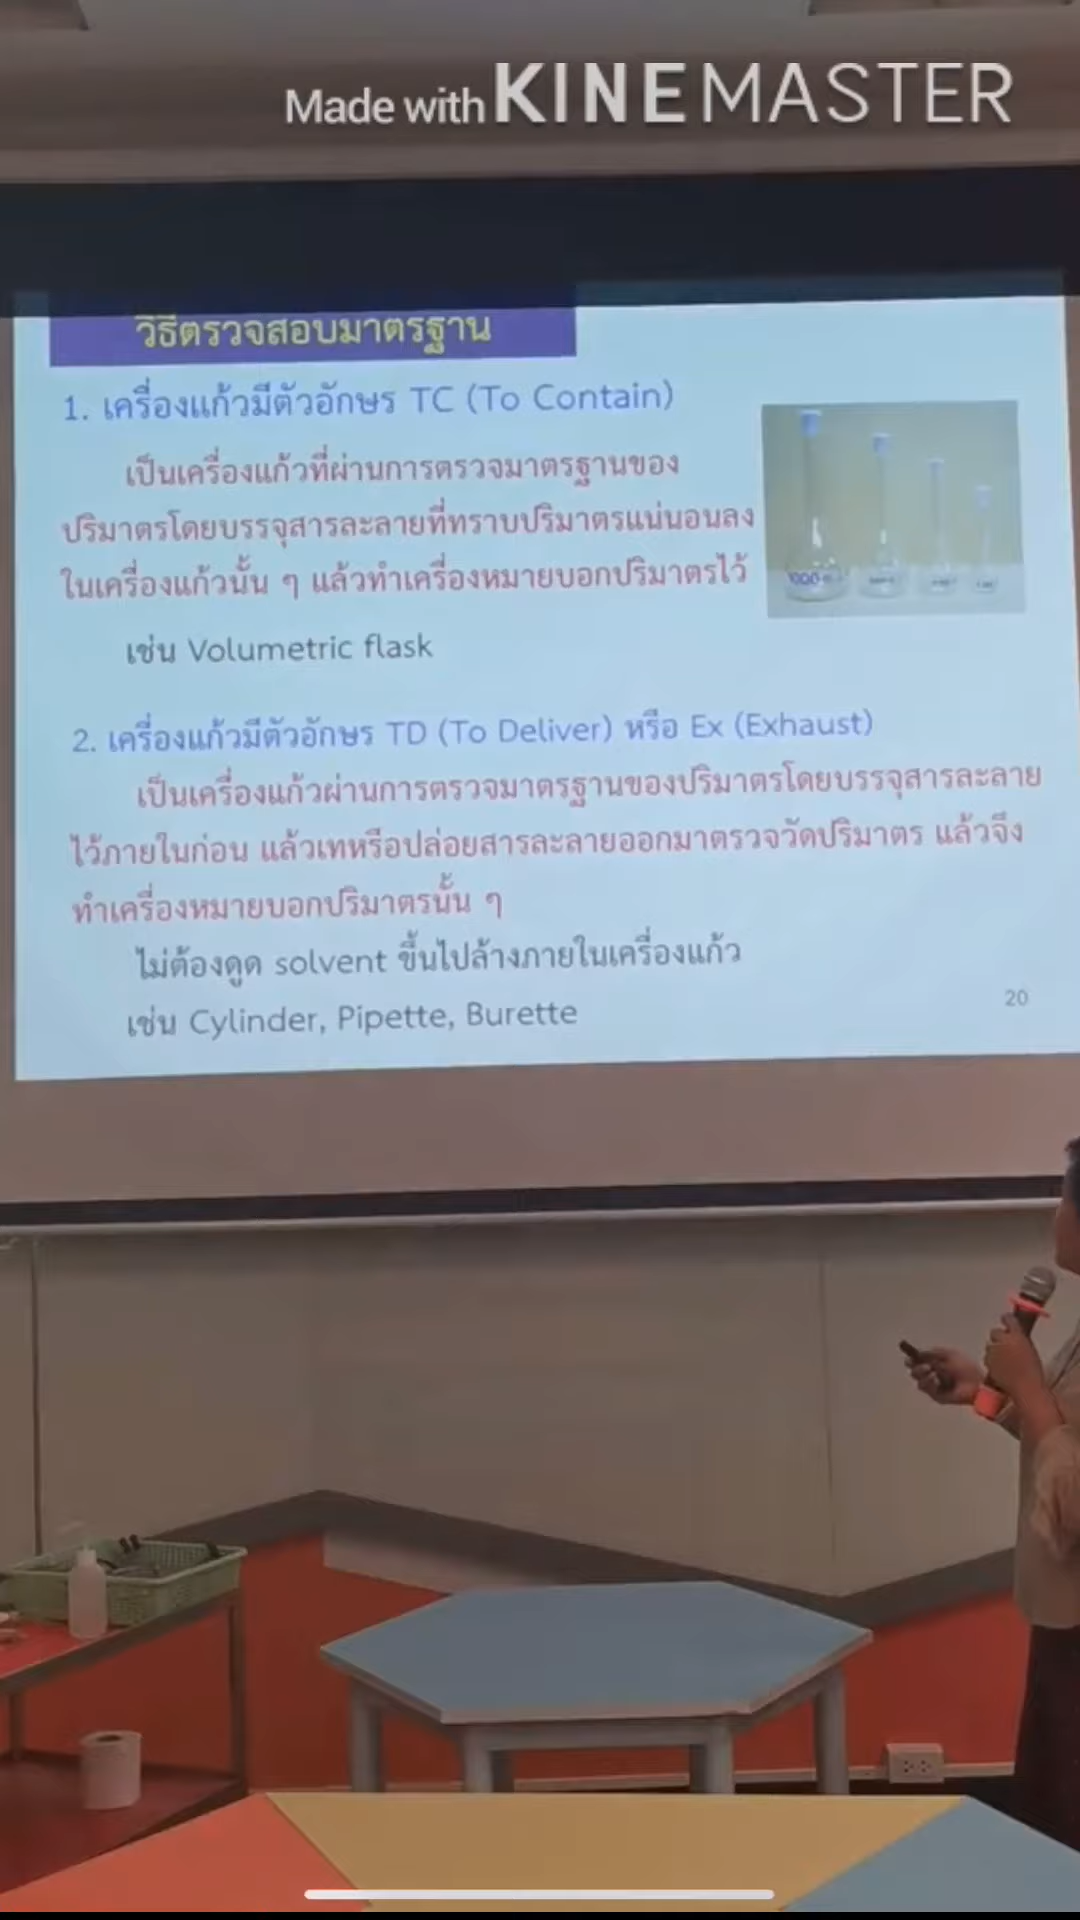 Made with KINEMASTER
วิธีตรวจสอบมาตรฐาน
1. เครื่องแก้วมีตัวอักษร TC (To Contain)
เป็นเครื่องแก้วที่ผ่านการตรวจมาตรฐานของ
ปริมาตรโดยบรรจุสารละลายที่ทราบปริมาตรแน่นอนลง
ในเครื่องแก้วนั้น ๆ แล้วทำเครื่องหมายบอกปริมาตรไว้
เช่น Volumetric flask
2. เครื่องแก้วมีตัวอักษร TD (To Deliver) หรือ Ex (Exhaust)
เป็นเครื่องแก้วผ่านการตรวจมาตรฐานของปริมาตรโดยบรรจุสารละลาย
ไว้ภายในก่อน แล้วเทหรือปล่อยสารละลายออกมาตรวจวัดปริมาตร แล้วจึง
ทำเครื่องหมายบอกปริมาตรนั้น ๆ
ไม่ต้องดูด solvent ขึ้นไปล้างภายในเครื่องแก้ว
เช่น Cylinder, Pipette, Burette
20